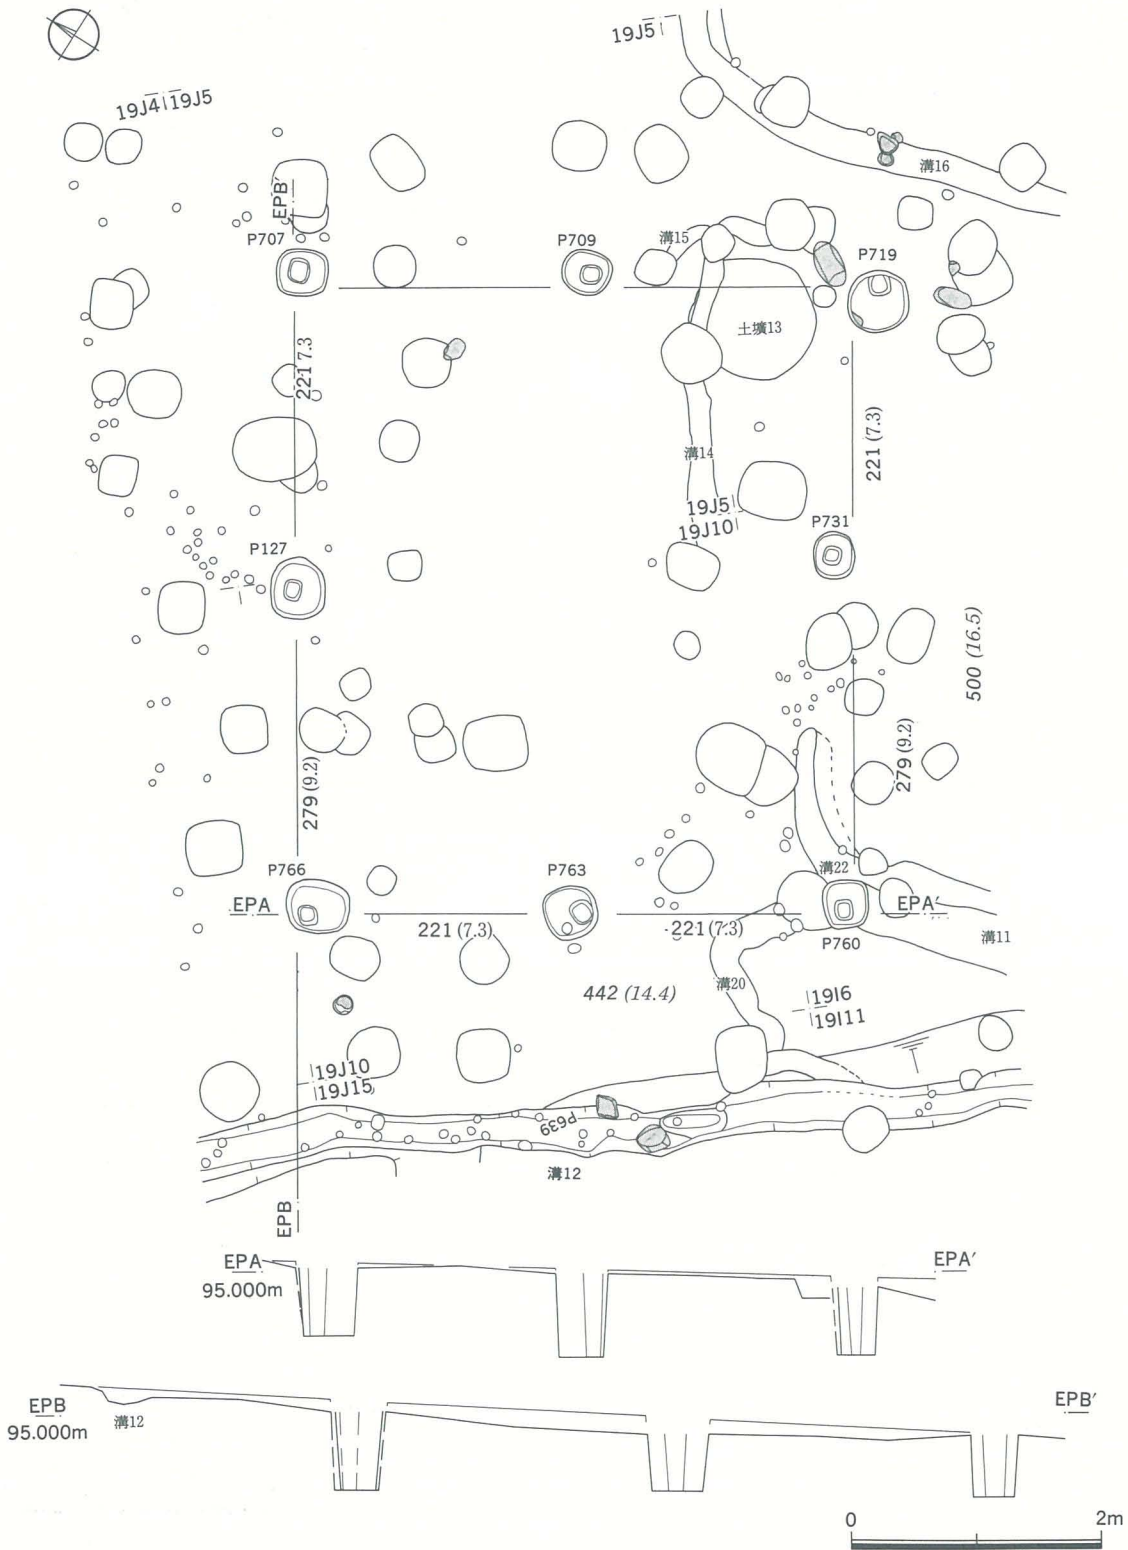 19J5
19J4 19J5
溝16
EPB′
P707
P709
溝15
P719
土壙13
221 7.3
221 (7.3)
溝14
19J5
19J10
P731
P127
500 (16.5)
279 (9.2)
279 (9.2)
P766
P763
溝22
EPA
EPA′
221 (7.3)
221 (7.3)
P760
溝11
442 (14.4)
溝20
19I6
19I11
19J10
19J15
P639
溝12
EPB
EPA
EPA′
95.000m
EPB
EPB′
溝12
95.000m
0
2m